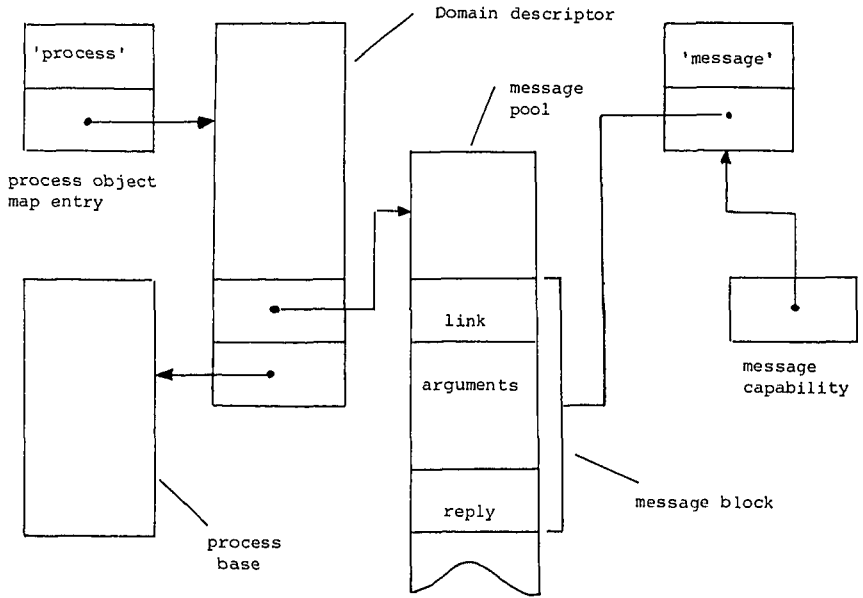 Domain descriptor
'process'
'message'
message
pool
process object
map entry
link
arguments
message
capability
message block
reply
process
base